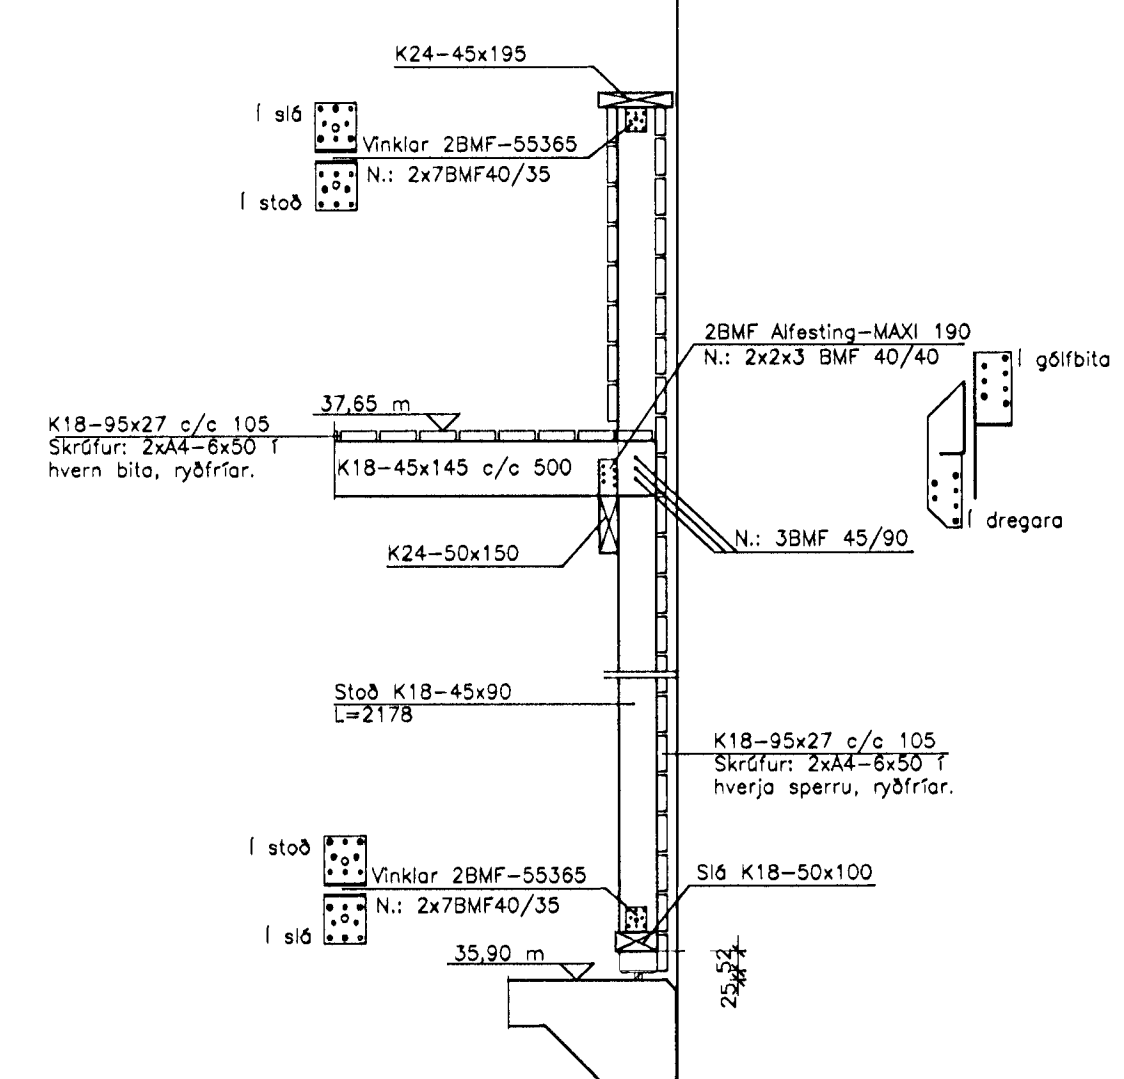 K24-45x195
Í slá
Vinklar 2BMF-55365
N.: 2x7BMF40/35
Í stoð
2BMF Alfesting-MAXI 190
N.: 2x2x3 BMF 40/40
Í gólfbita
37,65 m
K18-95x27 c/c 105
Skrúfur: 2xA4-6x50 í
hvern bita, ryðfríar.
K18-45x145 c/c 500
Í dregara
N.: 3BMF 45/90
K24-50x150
Stoð K18-45x90
L=2178
K18-95x27 c/c 105
Skrúfur: 2xA4-6x50 í
hverja sperru, ryðfríar.
Í stoð
Vinklar 2BMF-55365
Slá K18-50x100
N.: 2x7BMF40/35
Í slá
35,90 m
25,52